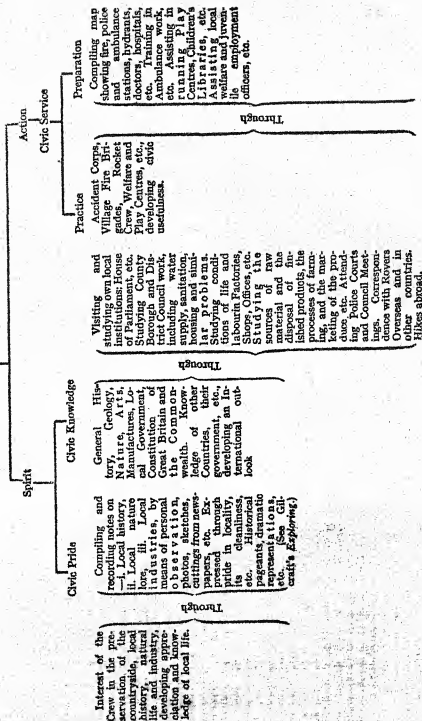 Spirit
Action
Civic Pride
Civic Knowledge
Civic Service
Practice
Preparation
Interest of the
Crew in the pre-
servation of the
countryside, local
history, natural
life and industry,
developing appre-
ciation and know-
ledge of local life.
Through
Compiling and
recording notes on
—i. Local history,
ii. Local nature
lore, iii. Local
industries, by
means of personal
observation,
photos, sketches,
cuttings from news-
papers, etc. Ex-
pressed through
pride in locality,
its cleanliness,
etc. Historical
pageants, dramatic
representations,
etc. (See Gil-
craft's Exploring.)
General His-
tory, Geology,
Nature, Arts,
Manufactures, Lo-
cal Government,
Constitution of
Great Britain and
the Common-
wealth. Know-
ledge of other
Countries, their
government, etc.,
developing an In-
ternational out-
look
Through
Visiting and
studying own local
institutions: House
of Parliament, etc.
Studying County
Borough and Dis-
trict Council work,
including water
supply, sanitation,
housing and simi-
lar problems.
Studying condi-
tions of life and
labour in Factories,
Shops, Offices, etc.
Studying the
sources of raw
material and the
disposal of fin-
ished products, the
processes of farm-
ing, and the mar-
keting of the pro-
duce, etc. Attend-
ing Police Courts
and Council Meet-
ings. Correspon-
dence with Rovers
Overseas and in
other countries.
Hikes abroad.
Accident Corps,
Village Fire Bri-
gades, Rocket
Crew, Welfare and
Play Centres, etc.,
developing civic
usefulness.
Through
Compiling map
showing fire, police
and ambulance
stations, hydrants,
doctors, hospitals,
etc. Training in
Ambulance work,
etc. Assisting in
running Play
Centres, Children's
Libraries, etc.
Assisting local
welfare and juven-
ile employment
officers, etc.